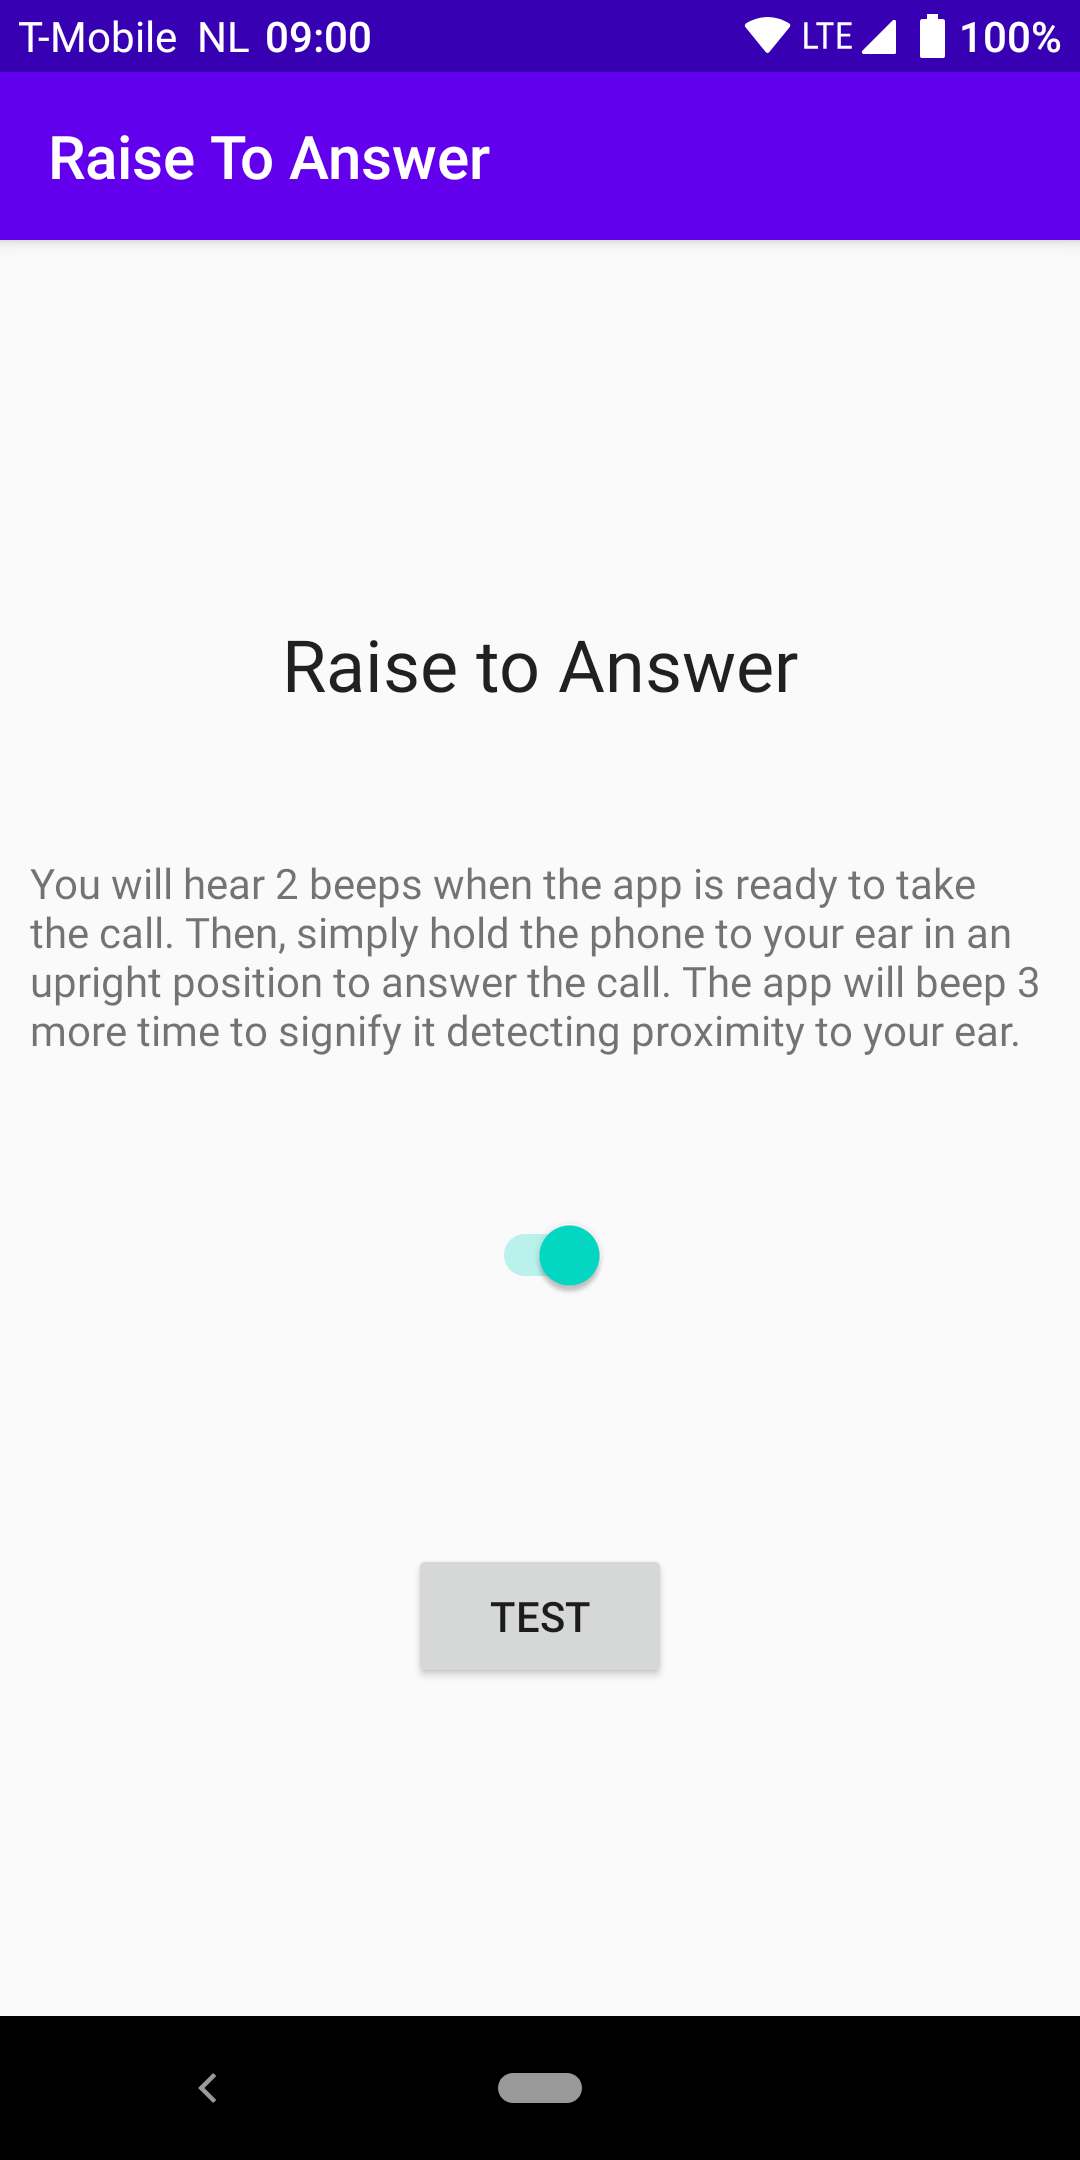 T-Mobile NL 09:00 LTE 100%
Raise To Answer
Raise to Answer
You will hear 2 beeps when the app is ready to take
the call. Then, simply hold the phone to your ear in an
upright position to answer the call. The app will beep 3
more time to signify it detecting proximity to your ear.
TEST